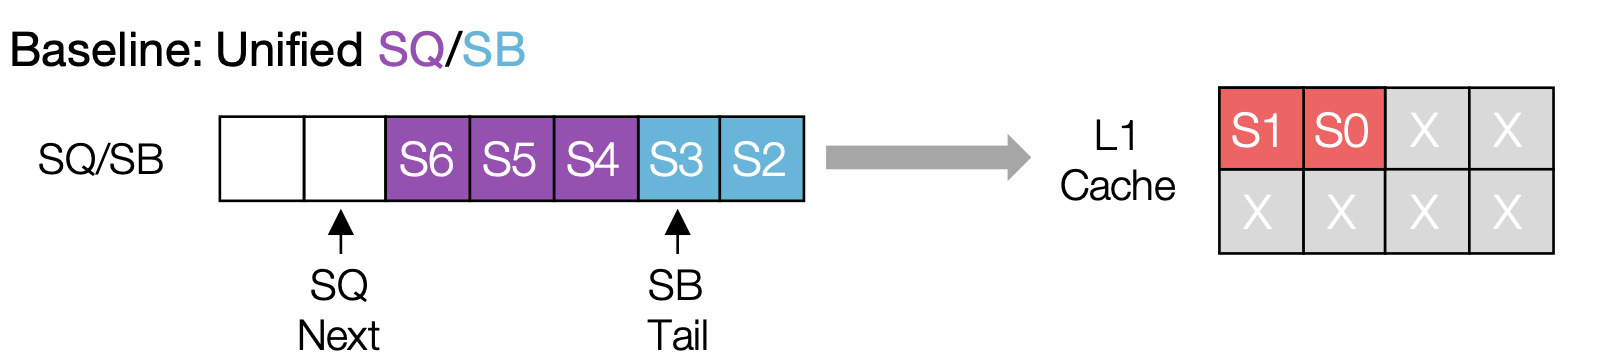 Baseline: Unified SQ/SB
SQ/SB
S6 S5 S4 S3 S2
SQ
Next
SB
Tail
L1
Cache
S1 S0 X X
X X X X